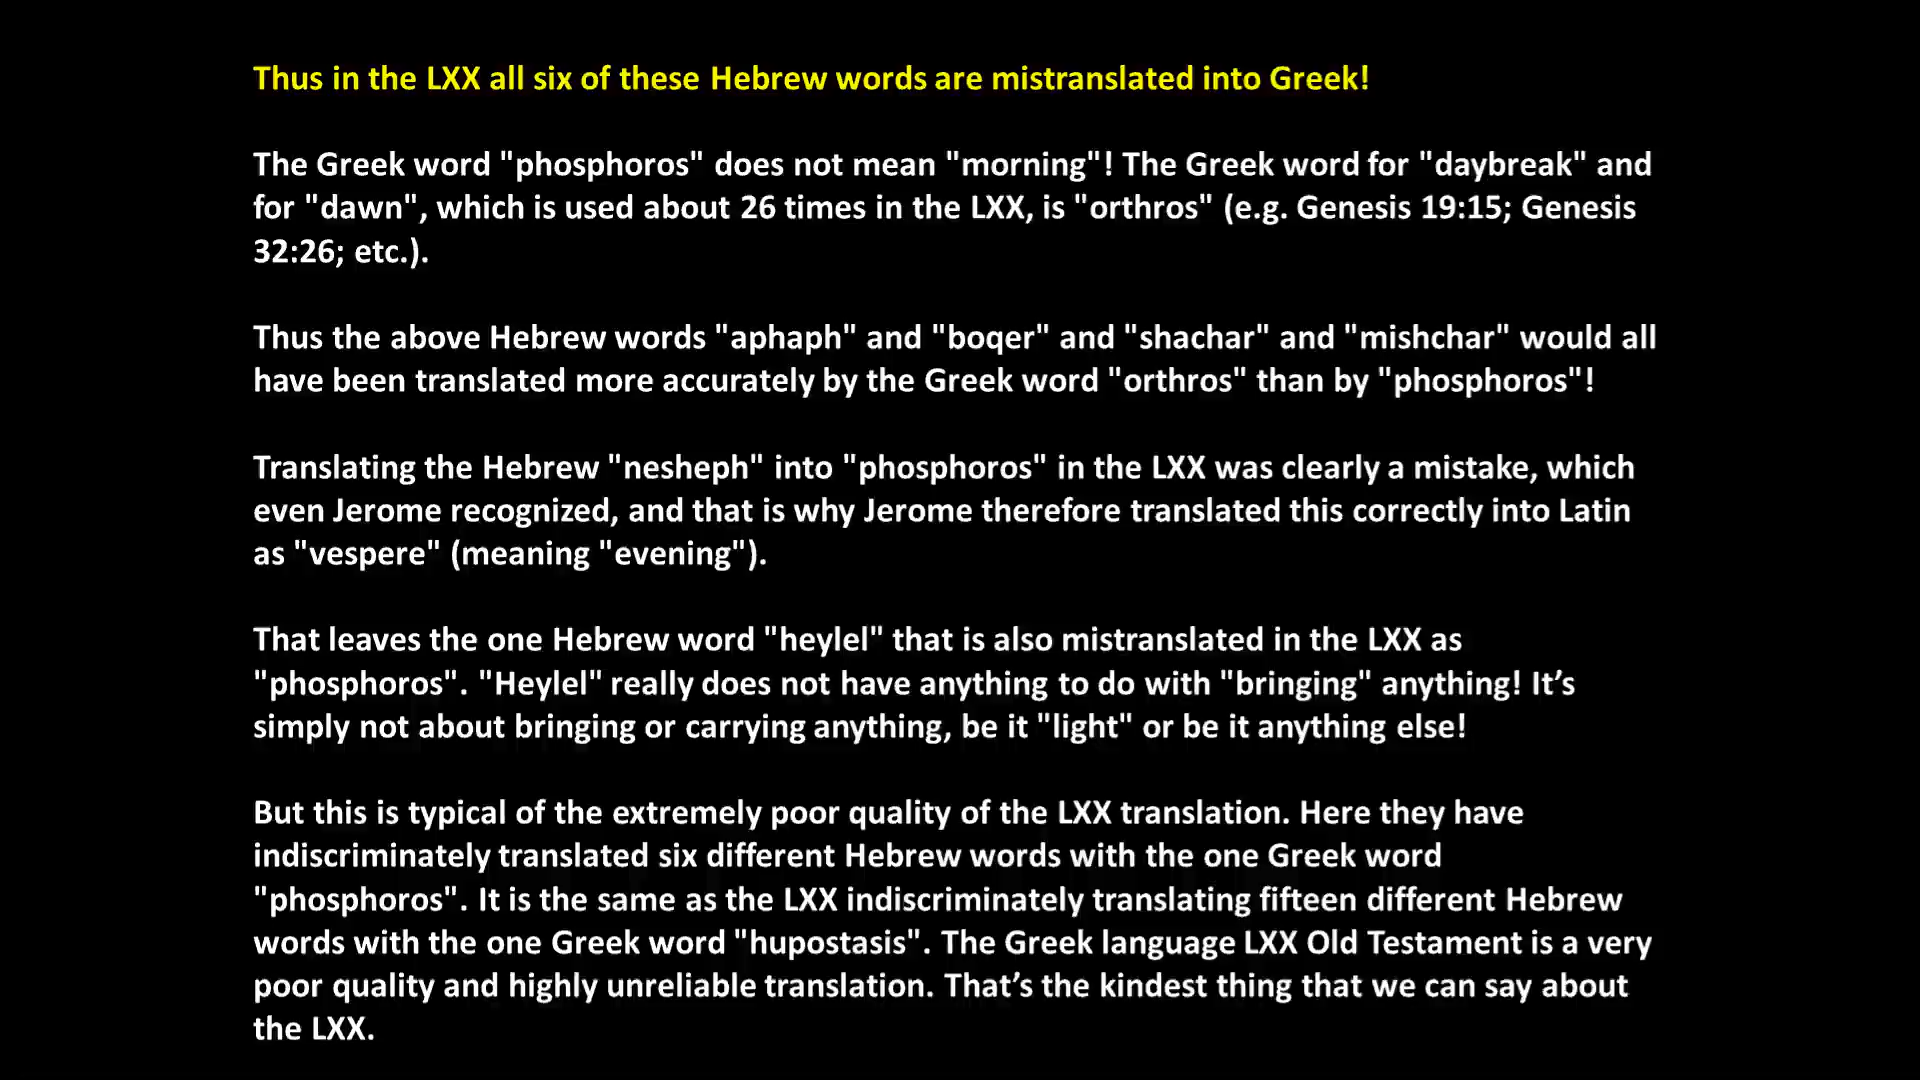 Thus in the LXX all six of these Hebrew words are mistranslated into Greek!
The Greek word "phosphoros" does not mean "morning"! The Greek word for "daybreak" and
for "dawn", which is used about 26 times in the LXX, is "orthros" (e.g. Genesis 19:15; Genesis
32:26; etc.).
Thus the above Hebrew words "aphaph" and "boqer" and "shachar" and "mishchar" would all
have been translated more accurately by the Greek word "orthros" than by "phosphoros"!
Translating the Hebrew "nesheph" into "phosphoros" in the LXX was clearly a mistake, which
even Jerome recognized, and that is why Jerome therefore translated this correctly into Latin
as "vespere" (meaning "evening").
That leaves the one Hebrew word "heylel" that is also mistranslated in the LXX as
"phosphoros". "Heylel" really does not have anything to do with "bringing" anything! It’s
simply not about bringing or carrying anything, be it "light" or be it anything else!
But this is typical of the extremely poor quality of the LXX translation. Here they have
indiscriminately translated six different Hebrew words with the one Greek word
"phosphoros". It is the same as the LXX indiscriminately translating fifteen different Hebrew
words with the one Greek word "hupostasis". The Greek language LXX Old Testament is a very
poor quality and highly unreliable translation. That’s the kindest thing that we can say about
the LXX.